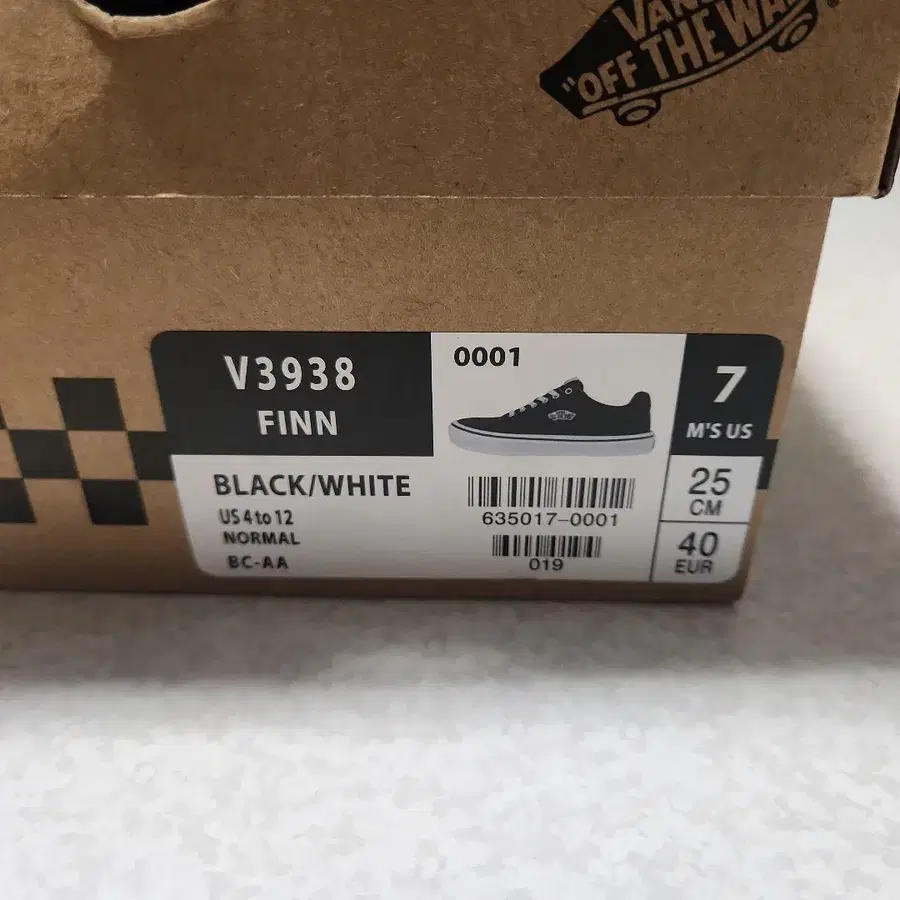 "OFF THE WALL"
V3938
FINN
0001
7
M'S US
BLACK/WHITE
US 4 to 12
NORMAL
BC-AA
635017-0001
019
25
CM
40
EUR